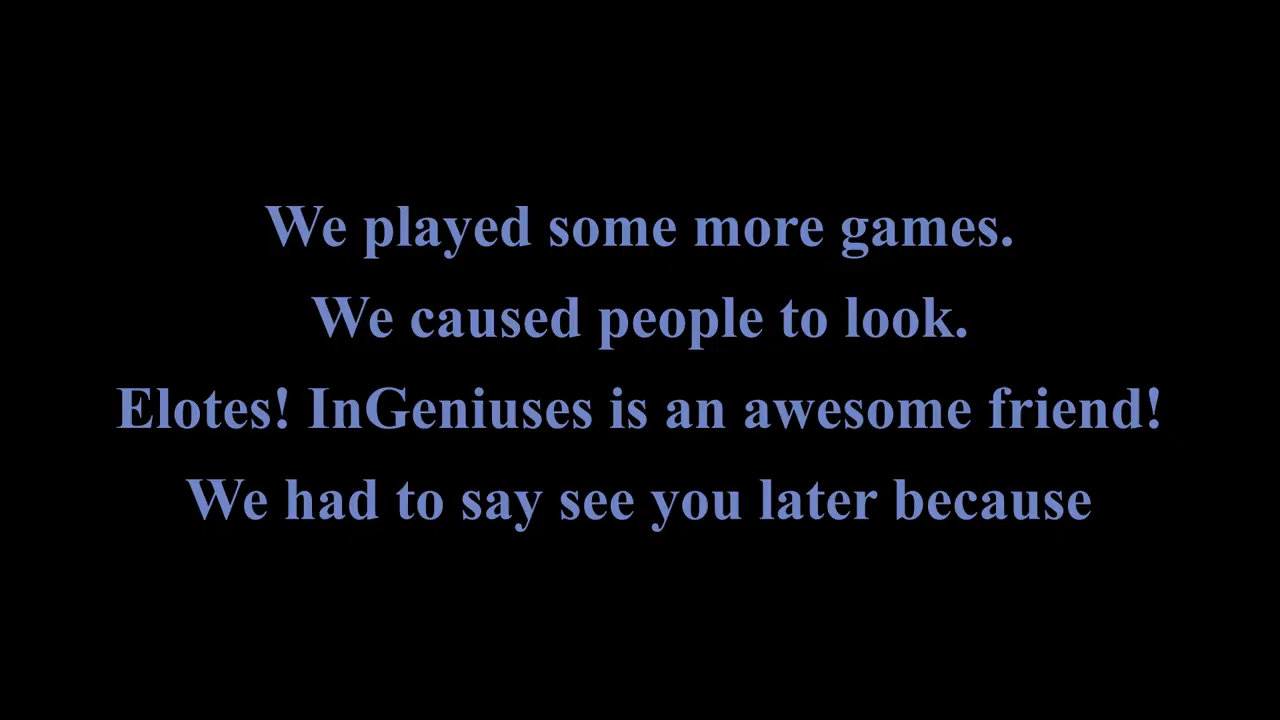 We played some more games.
We caused people to look.
Elotes! InGeniuses is an awesome friend!
We had to say see you later because